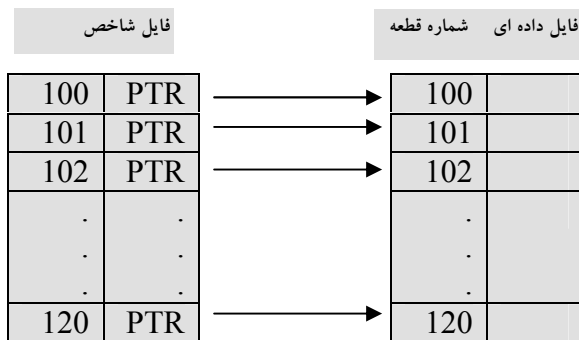 فایل شاخص
شماره قطعه فایل داده ای
100 PTR 100
101 PTR 101
102 PTR 102
. . .
. . .
. . .
120 PTR 120